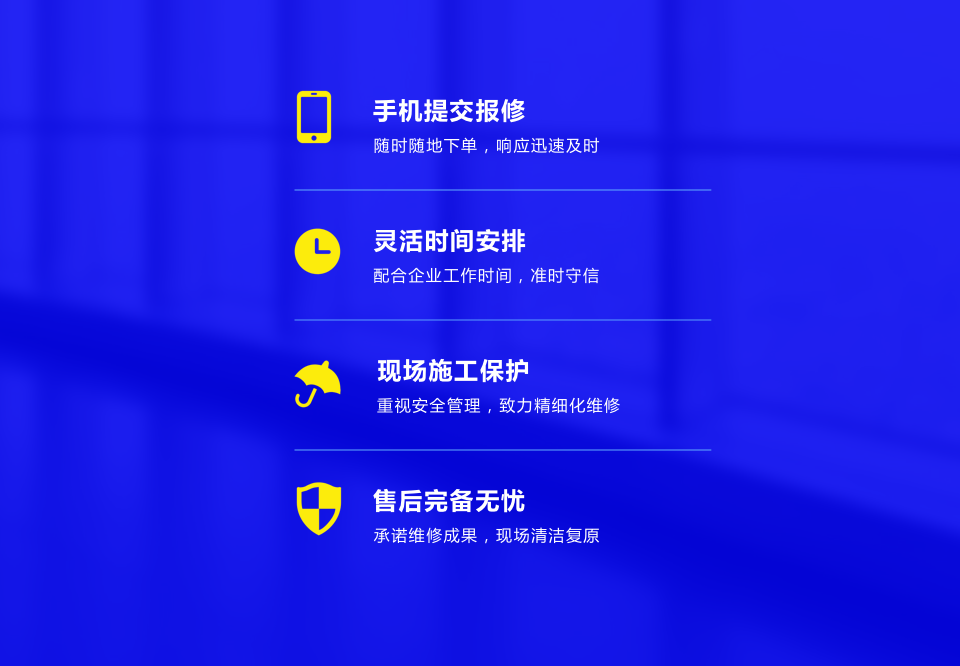 手机提交报修
随时随地下单，响应迅速及时
灵活时间安排
配合企业工作时间，准时守信
现场施工保护
重视安全管理，致力精细化维修
售后完备无忧
承诺维修成果，现场清洁复原